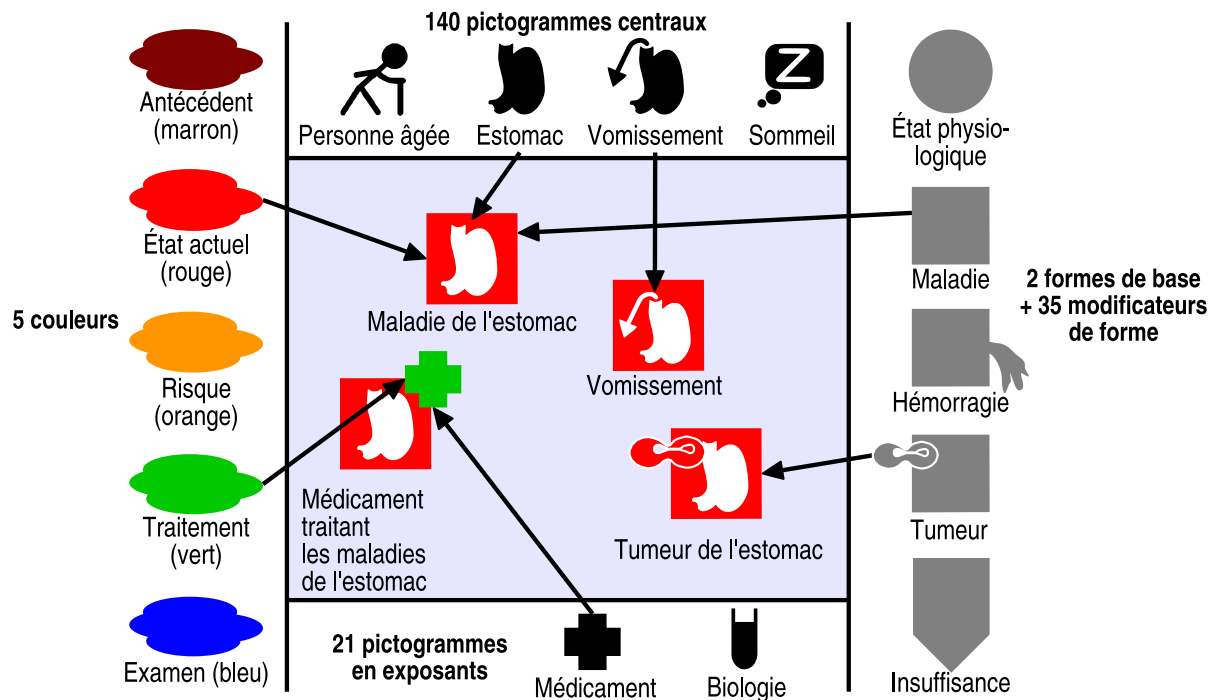 140 pictogrammes centraux
Personne âgée
Estomac
Vomissement
Sommeil
Antécédent
(marron)
État actuel
(rouge)
5 couleurs
Risque
(orange)
Traitement
(vert)
Examen (bleu)
Maladie de l'estomac
Vomissement
Médicament
traitant
les maladies
de l'estomac
Tumeur de l'estomac
21 pictogrammes
en exposants
Médicament
Biologie
État physio-
logique
Maladie
2 formes de base
+ 35 modificateurs
de forme
Hémorragie
Tumeur
Insuffisance